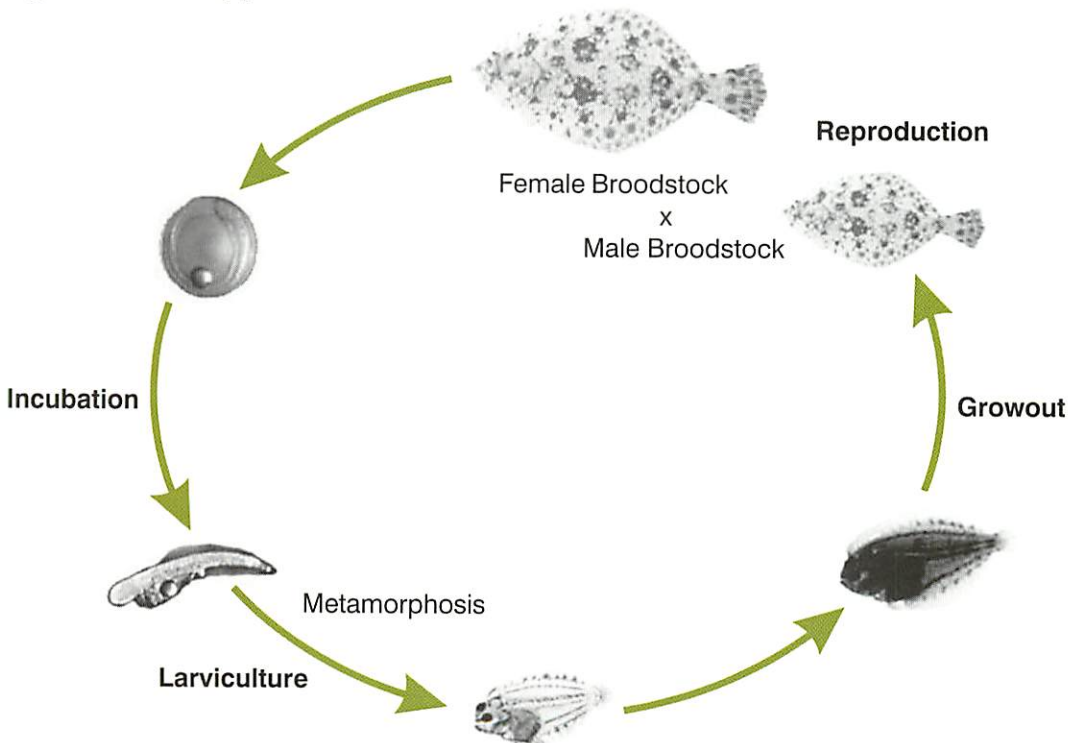 Reproduction
Female Broodstock
x
Male Broodstock
Incubation
Growout
Metamorphosis
Larviculture